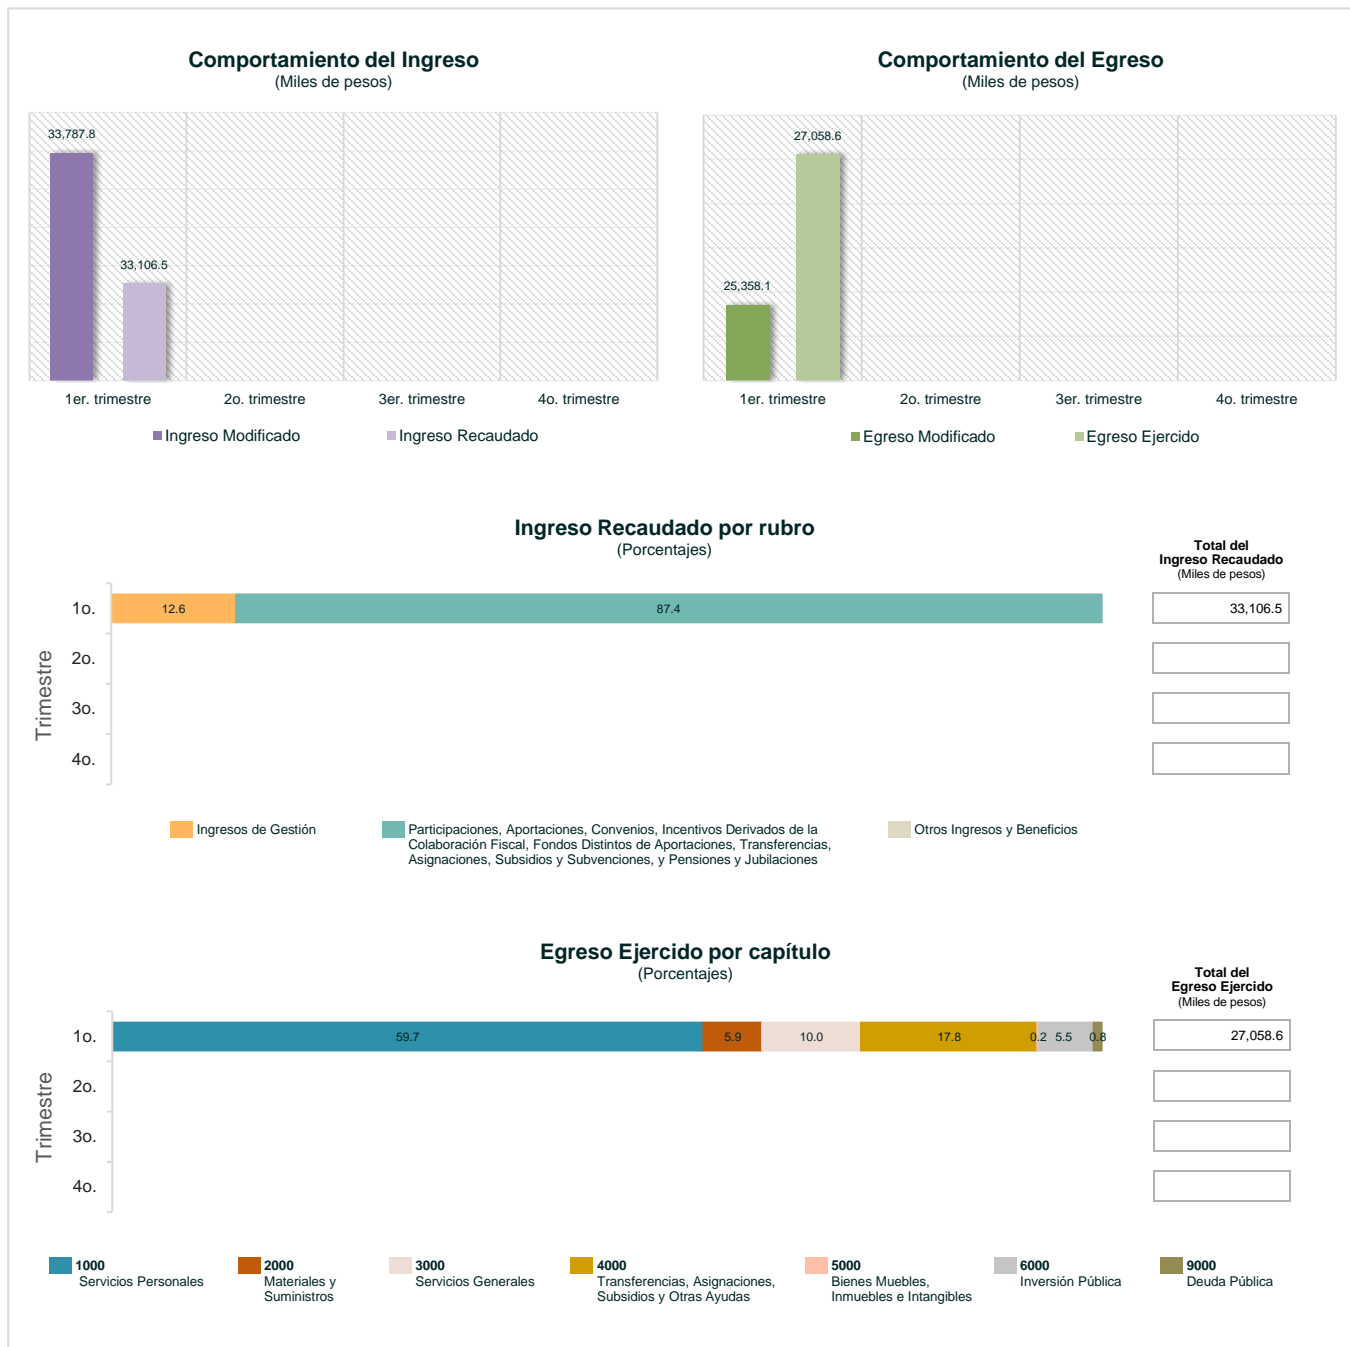 Comportamiento del Ingreso
(Miles de pesos)
33,787.8
33,106.5
1er. trimestre
2o. trimestre
3er. trimestre
4o. trimestre
Ingreso Modificado
Ingreso Recaudado
Comportamiento del Egreso
(Miles de pesos)
27,058.6
25,358.1
1er. trimestre
2o. trimestre
3er. trimestre
4o. trimestre
Egreso Modificado
Egreso Ejercido
Ingreso Recaudado por rubro
(Porcentajes)
Total del
Ingreso Recaudado
(Miles de pesos)
Trimestre
1o.
12.6
87.4
33,106.5
2o.
3o.
4o.
Ingresos de Gestión
Participaciones, Aportaciones, Convenios, Incentivos Derivados de la
Colaboración Fiscal, Fondos Distintos de Aportaciones, Transferencias,
Asignaciones, Subsidios y Subvenciones, y Pensiones y Jubilaciones
Otros Ingresos y Beneficios
Egreso Ejercido por capítulo
(Porcentajes)
Total del
Egreso Ejercido
(Miles de pesos)
Trimestre
1o.
59.7
5.9
10.0
17.8
0.2
5.5
0.8
27,058.6
2o.
3o.
4o.
1000
Servicios Personales
2000
Materiales y
Suministros
3000
Servicios Generales
4000
Transferencias, Asignaciones,
Subsidios y Otras Ayudas
5000
Bienes Muebles,
Inmuebles e Intangibles
6000
Inversión Pública
9000
Deuda Pública